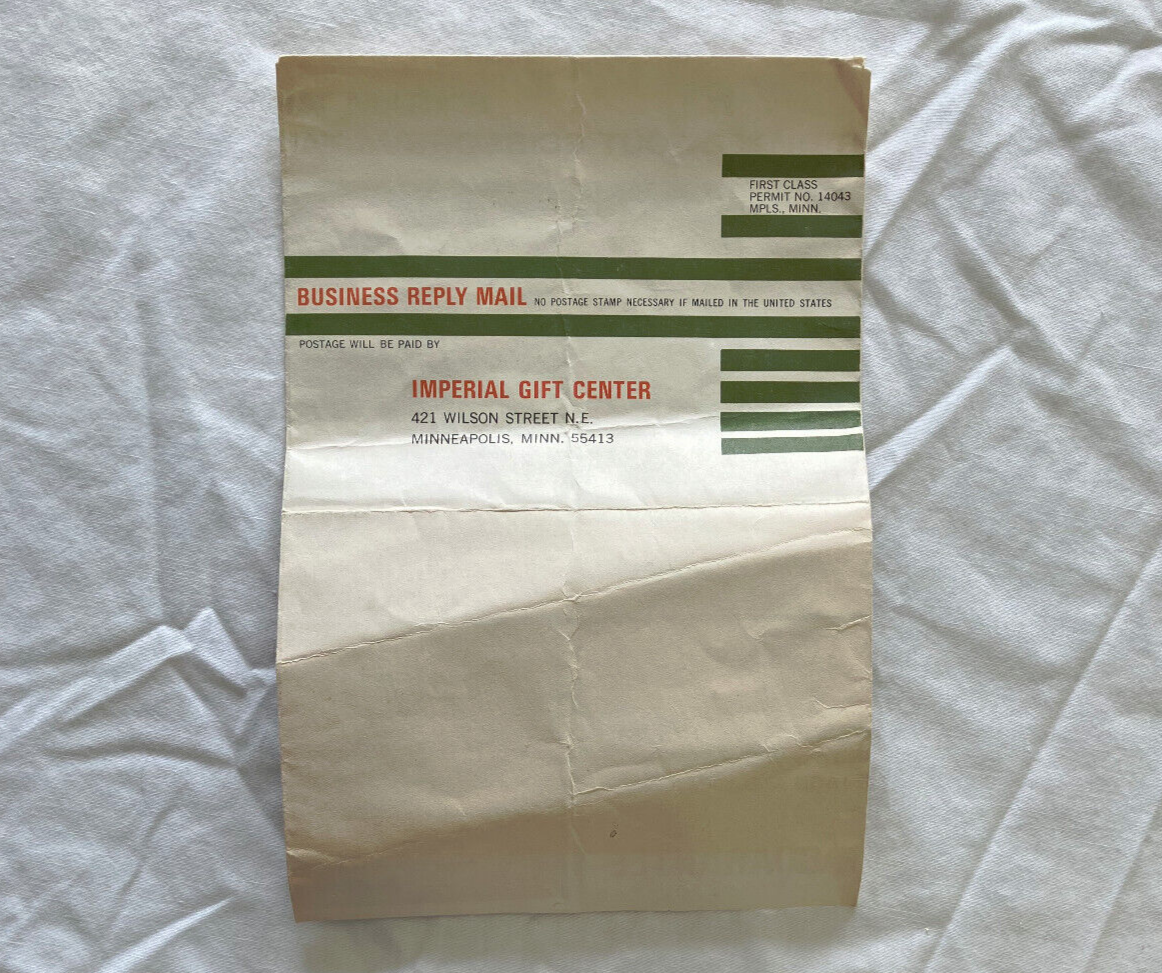 FIRST CLASS
PERMIT NO. 14043
MPLS., MINN.
BUSINESS REPLY MAIL NO POSTAGE STAMP NECESSARY IF MAILED IN THE UNITED STATES
POSTAGE WILL BE PAID BY
IMPERIAL GIFT CENTER
421 WILSON STREET N.E.
MINNEAPOLIS, MINN. 55413